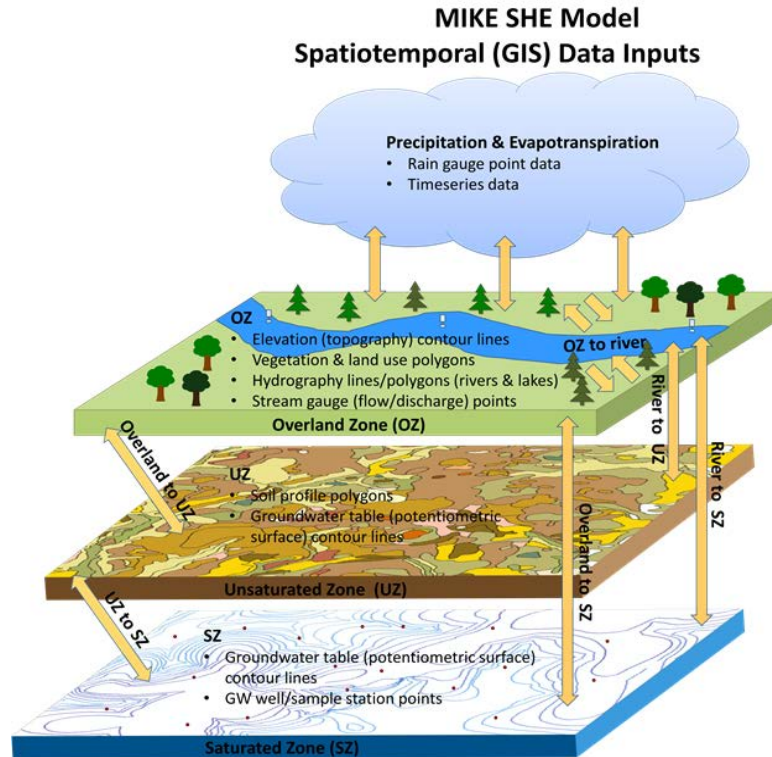 MIKE SHE Model
Spatiotemporal (GIS) Data Inputs
Precipitation & Evapotranspiration
• Rain gauge point data
• Timeseries data
OZ
• Elevation (topography) contour lines
• Vegetation & land use polygons
• Hydrography lines/polygons (rivers & lakes)
• Stream gauge (flow/discharge) points
OZ to river
Overland Zone (OZ)
Overland to UZ
River to UZ
River to SZ
UZ
• Soil profile polygons
• Groundwater table (potentiometric
surface) contour lines
Overland to SZ
Unsaturated Zone (UZ)
UZ to SZ
SZ
• Groundwater table (potentiometric surface)
contour lines
• GW well/sample station points
Saturated Zone (SZ)